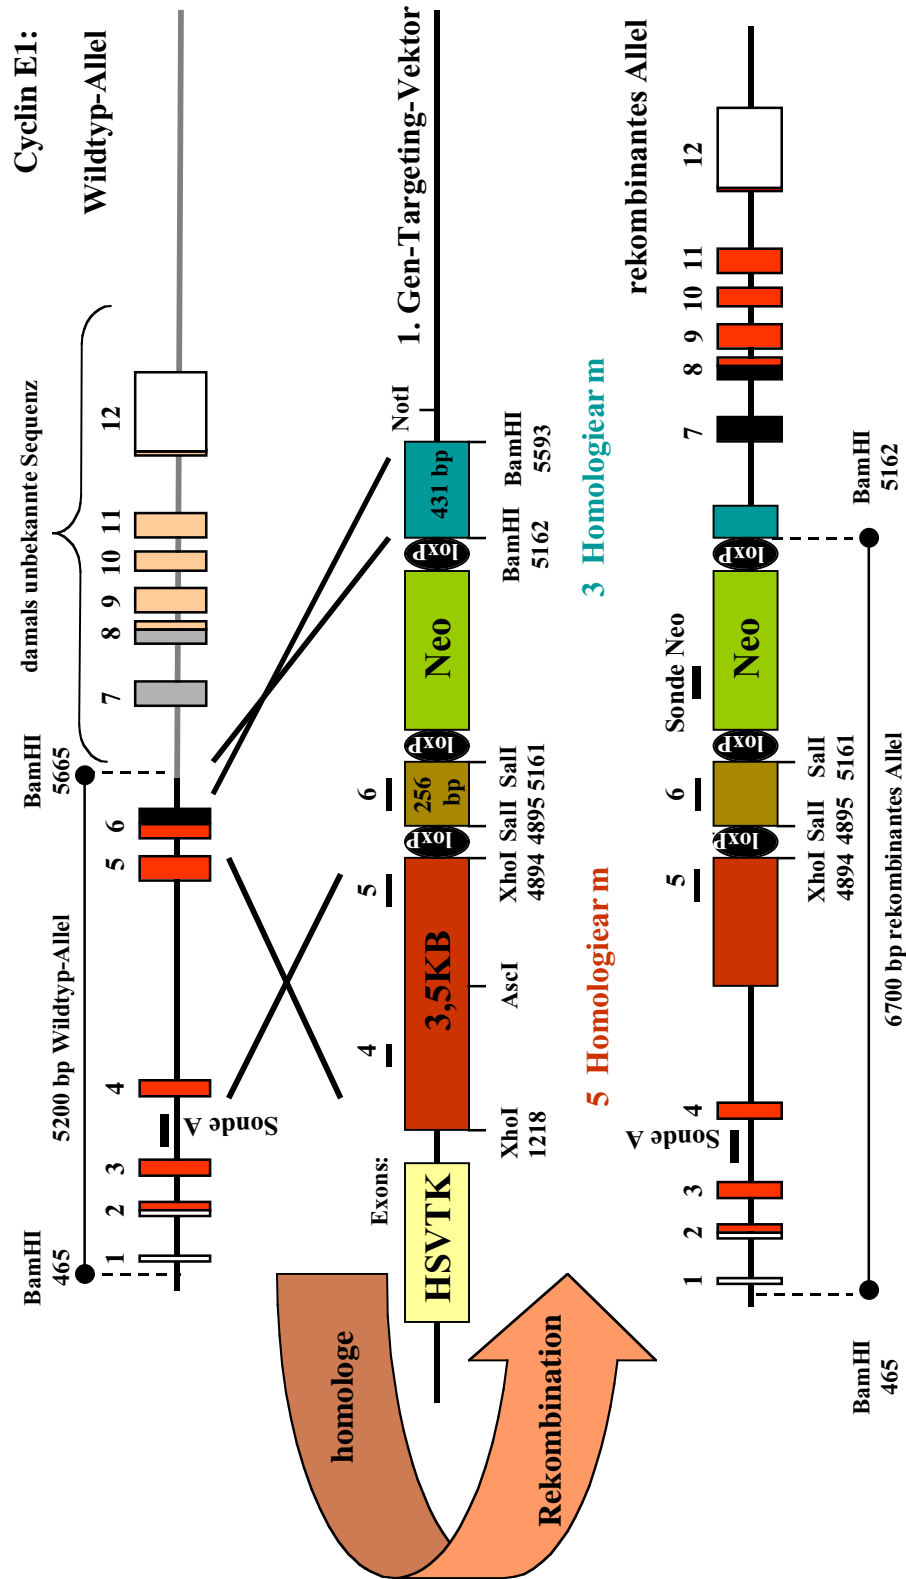 Cyclin E1:
Wildtyp-Allel
damals unbekannte Sequenz
BamHI
465
5200 bp Wildtyp-Allel
BamHI
5665
1
2
3
4
5
6
7
8
9
10
11
12
Sonde A
homologe
Rekombination
1. Gen-Targeting-Vektor
Exons:
4
5
6
NotI
HSVTK
3,5KB
loxP
256
bp
loxP
Neo
loxP
431 bp
XhoI
1218
AscI
XhoI
4894
SalI
4895
SalI
5161
BamHI
5162
BamHI
5593
5 Homologiear m
3 Homologiear m
rekombinantes Allel
1
2
3
4
Sonde A
5
6
Sonde Neo
7
8
9
10
11
12
loxP
loxP
Neo
loxP
XhoI
4894
SalI
4895
SalI
5161
BamHI
465
6700 bp rekombinantes Allel
BamHI
5162